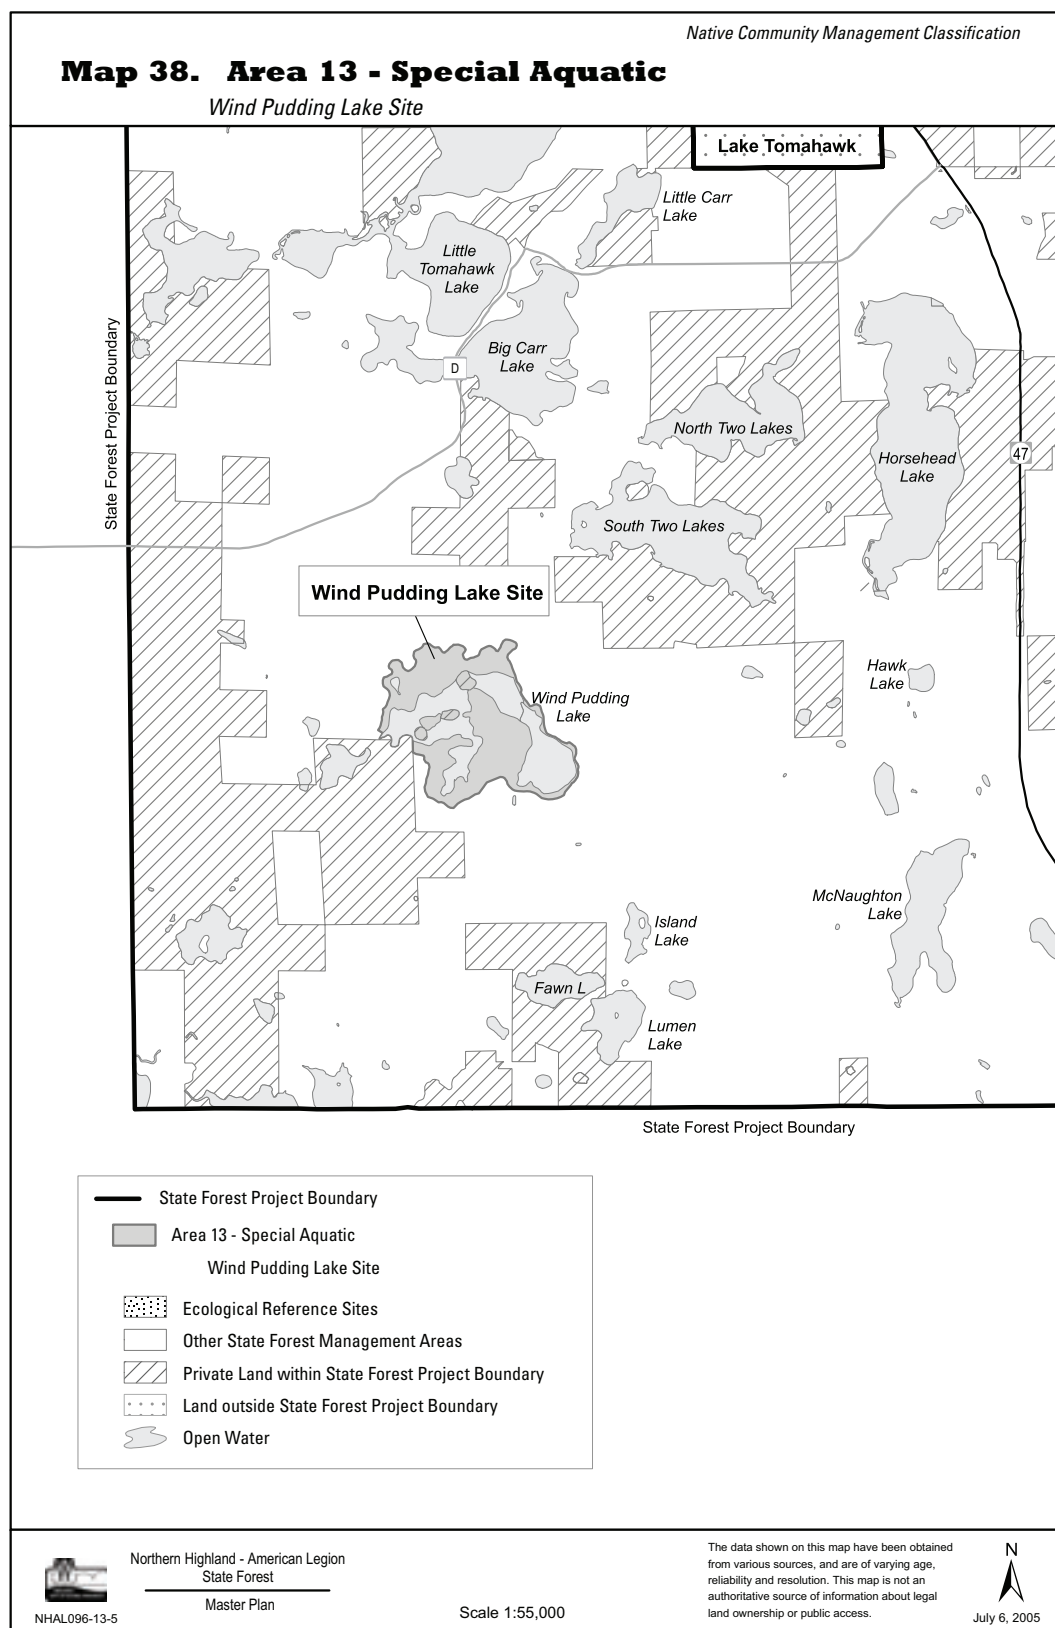 Native Community Management Classification
Map 38. Area 13 - Special Aquatic
Wind Pudding Lake Site
Lake Tomahawk
Little Carr
Lake
Little
Tomahawk
Lake
Big Carr
Lake
D
State Forest Project Boundary
North Two Lakes
Horsehead
Lake
47
South Two Lakes
Wind Pudding Lake Site
Hawk
Lake
Wind Pudding
Lake
McNaughton
Lake
Island
Lake
Fawn L
Lumen
Lake
State Forest Project Boundary
State Forest Project Boundary
Area 13 - Special Aquatic
Wind Pudding Lake Site
Ecological Reference Sites
Other State Forest Management Areas
Private Land within State Forest Project Boundary
Land outside State Forest Project Boundary
Open Water
NHAL096-13-5
Northern Highland - American Legion
State Forest
Master Plan
Scale 1:55,000
The data shown on this map have been obtained
from various sources, and are of varying age,
reliability and resolution. This map is not an
authoritative source of information about legal
land ownership or public access.
N
July 6, 2005